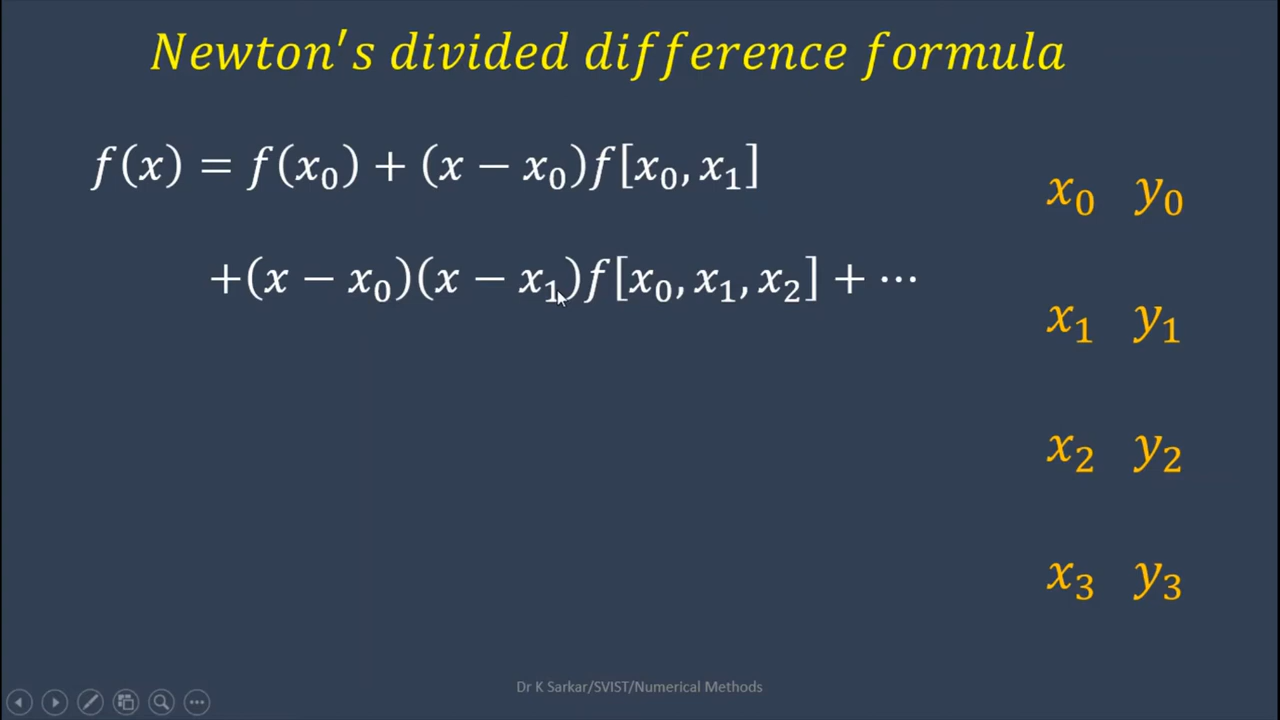 Newton's divided difference formula
f(x) = f(x₀) + (x − x₀)f[x₀, x₁]
+(x − x₀)(x − x₁)f[x₀, x₁, x₂] + ⋯
x₀ y₀
x₁ y₁
x₂ y₂
x₃ y₃
Dr K Sarkar/SVIST/Numerical Methods